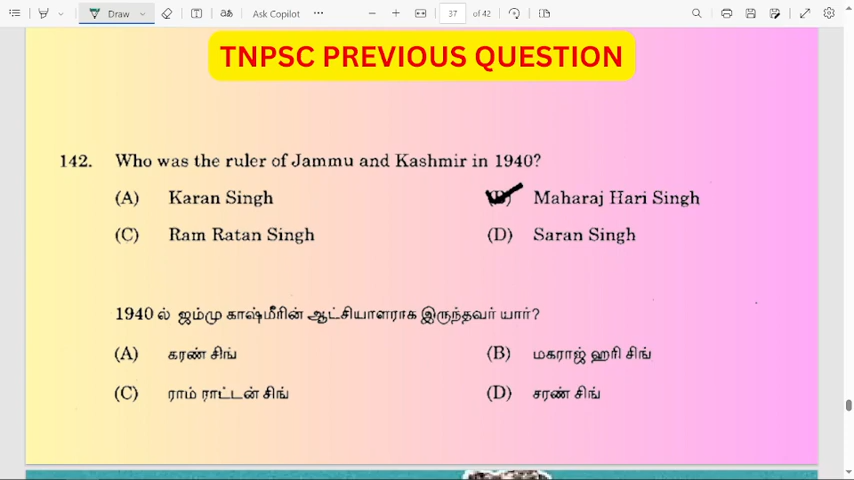 Draw
Ask Copilot
37 of 42
TNPSC PREVIOUS QUESTION
142. Who was the ruler of Jammu and Kashmir in 1940?
(A) Karan Singh (B) Maharaj Hari Singh
(C) Ram Ratan Singh (D) Saran Singh
1940 ல் ஜம்மு காஷ்மீரின் ஆட்சியாளராக இருந்தவர் யார்?
(A) கரண் சிங் (B) மகராஜ் ஹரி சிங்
(C) ராம் ராட்டன் சிங் (D) சரண் சிங்